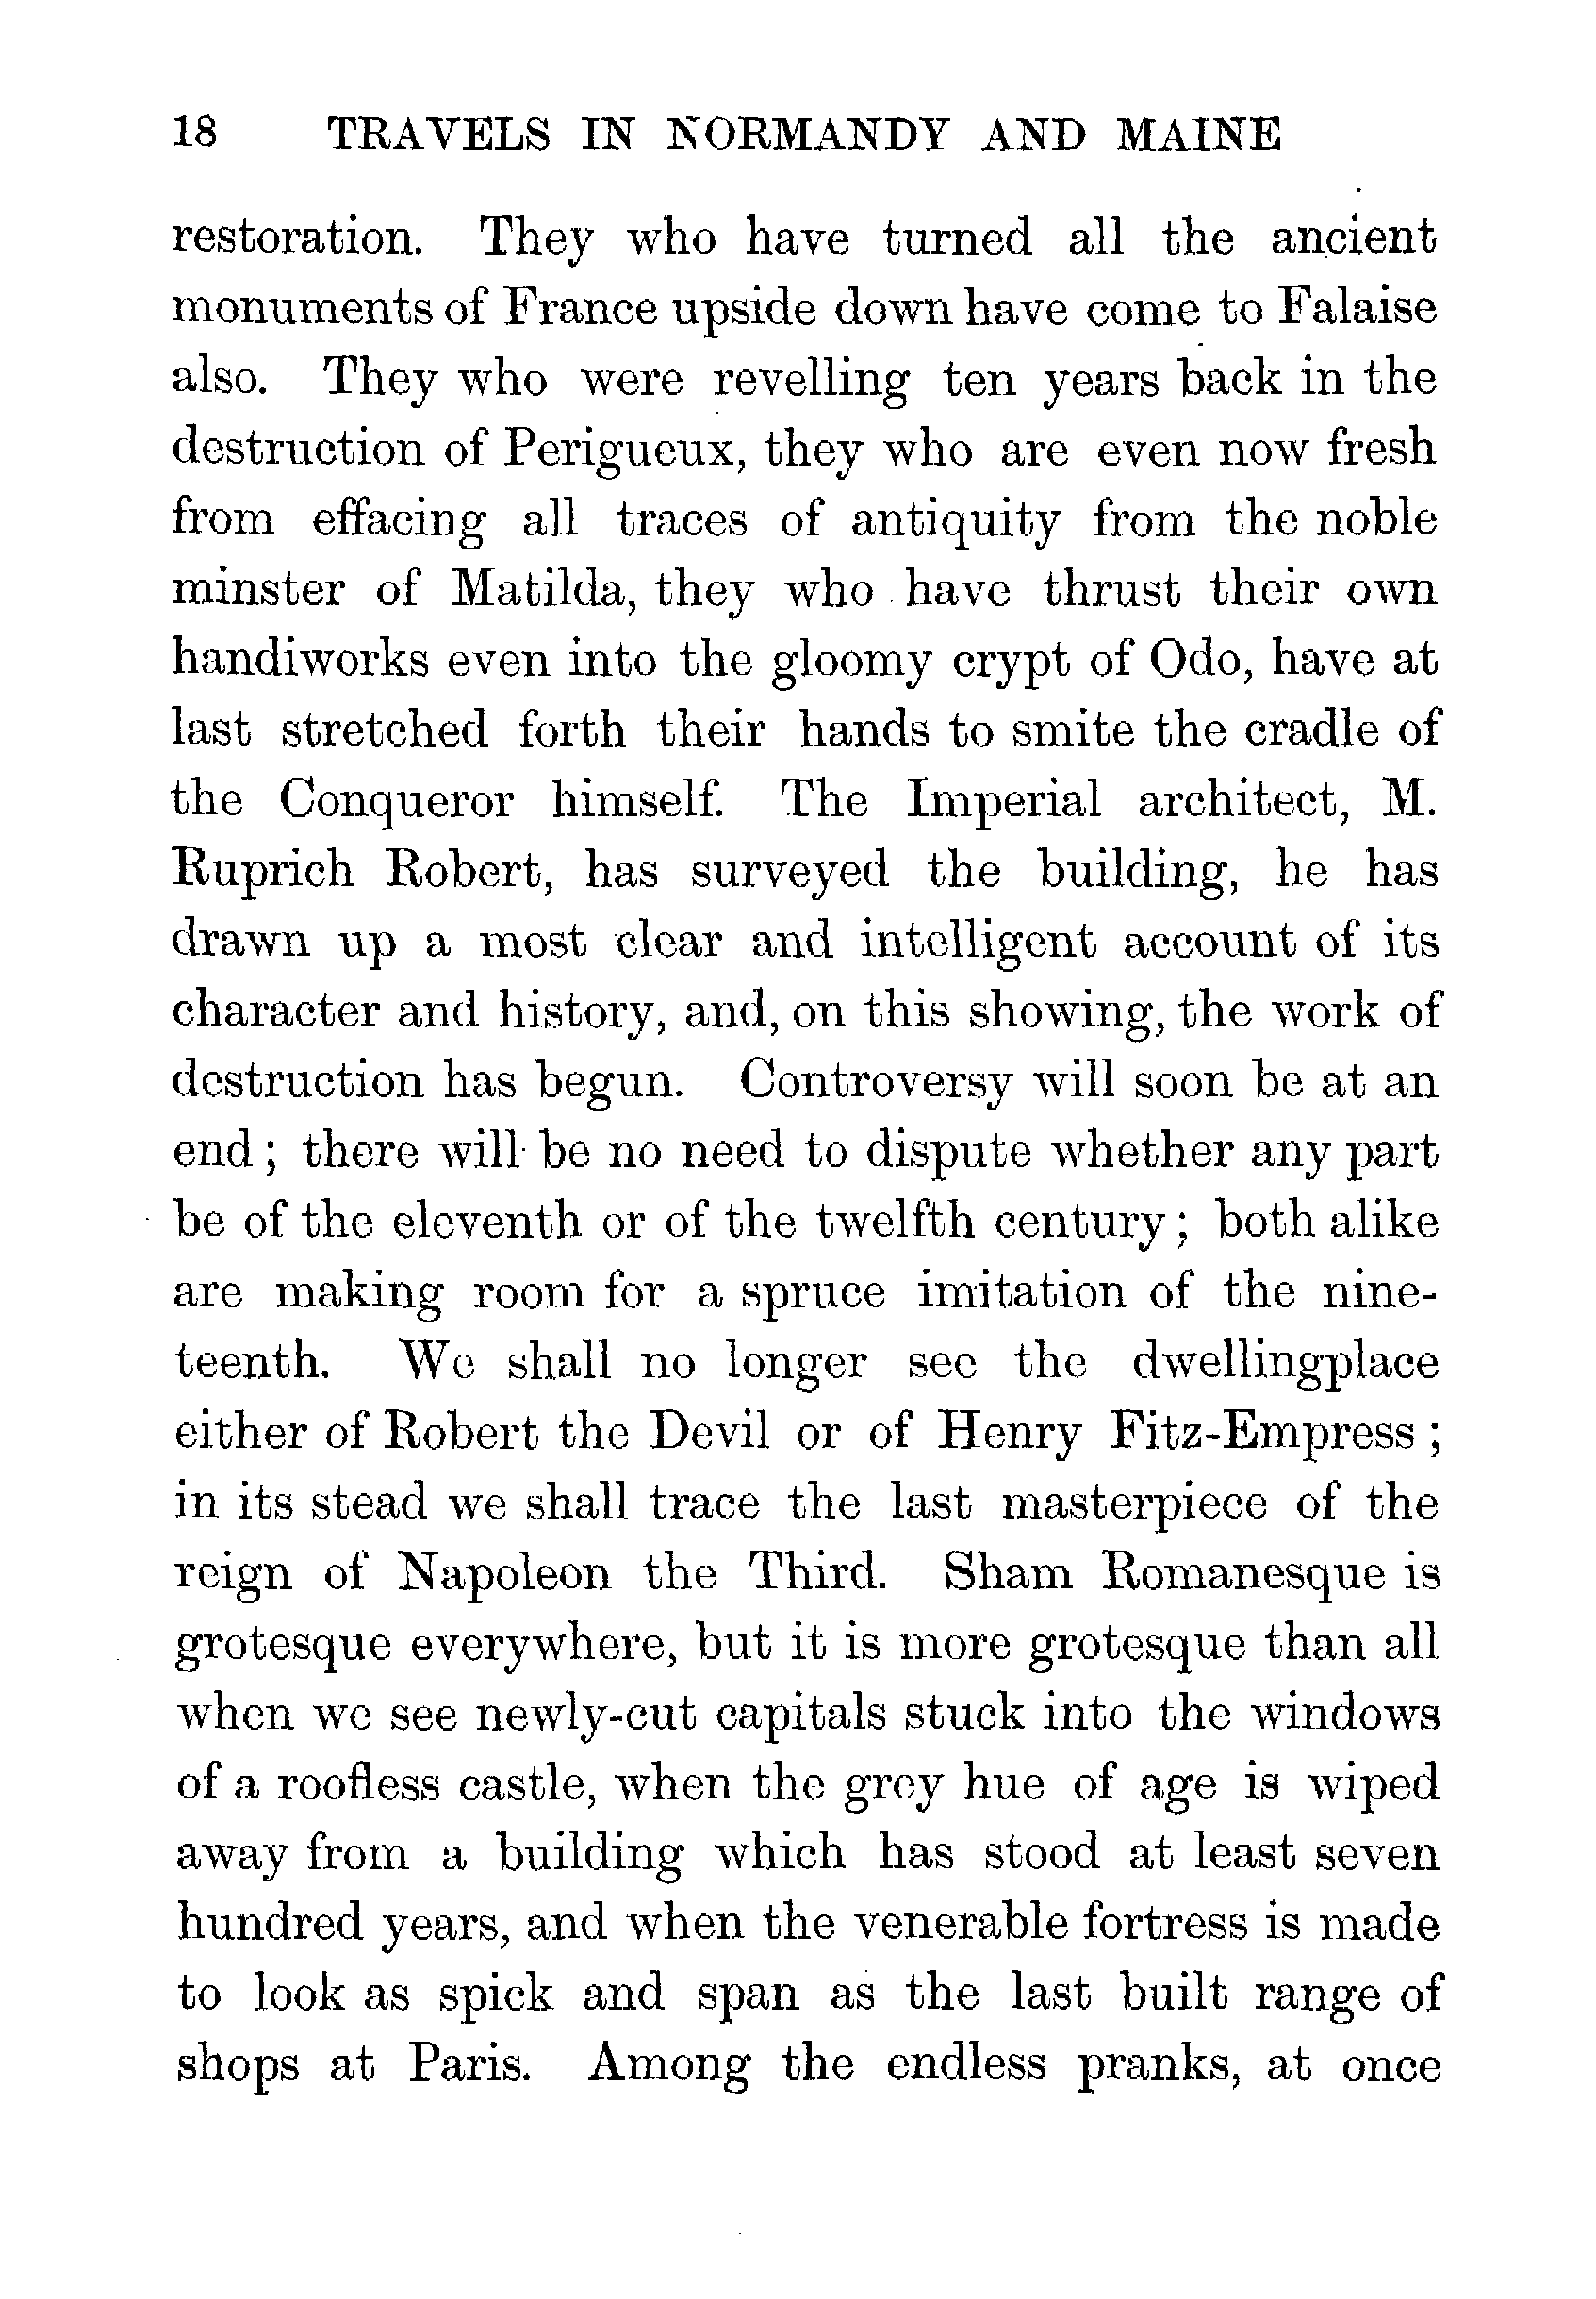 18 TRAVELS IN NORMANDY AND MAINE
restoration. They who have turned all the ancient
monuments of France upside down have come to Falaise
also. They who were revelling ten years back in the
destruction of Perigueux, they who are even now fresh
from effacing all traces of antiquity from the noble
minster of Matilda, they who have thrust their own
handiworks even into the gloomy crypt of Odo, have at
last stretched forth their hands to smite the cradle of
the Conqueror himself. The Imperial architect, M.
Ruprich Robert, has surveyed the building, he has
drawn up a most clear and intelligent account of its
character and history, and, on this showing, the work of
destruction has begun. Controversy will soon be at an
end; there will be no need to dispute whether any part
be of the eleventh or of the twelfth century; both alike
are making room for a spruce imitation of the nine-
teenth. We shall no longer see the dwellingplace
either of Robert the Devil or of Henry Fitz-Empress;
in its stead we shall trace the last masterpiece of the
reign of Napoleon the Third. Sham Romanesque is
grotesque everywhere, but it is more grotesque than all
when we see newly-cut capitals stuck into the windows
of a roofless castle, when the grey hue of age is wiped
away from a building which has stood at least seven
hundred years, and when the venerable fortress is made
to look as spick and span as the last built range of
shops at Paris. Among the endless pranks, at once